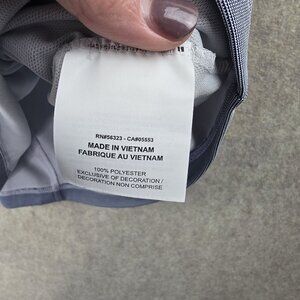 RN#56323 - CA#05553
MADE IN VIETNAM
FABRIQUE AU VIETNAM
100% POLYESTER
EXCLUSIVE OF DECORATION /
DECORATION NON COMPRISE